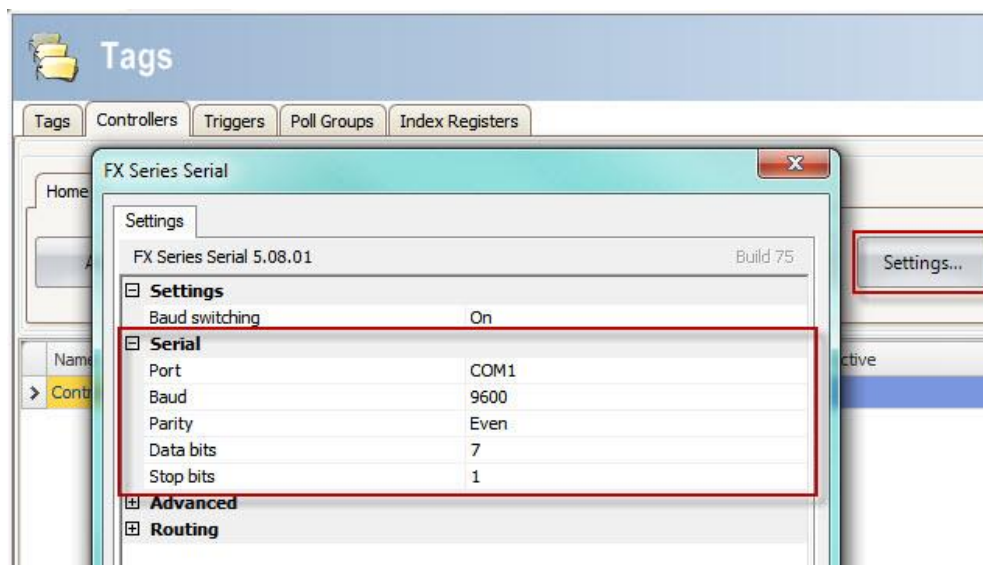 Tags
Tags Controllers Triggers Poll Groups Index Registers
FX Series Serial
Home
Settings
FX Series Serial 5.08.01 Build 75
Settings...
Settings
Baud switching On
Serial
Port COM1
Baud 9600
Parity Even
Data bits 7
Stop bits 1
Advanced
Routing